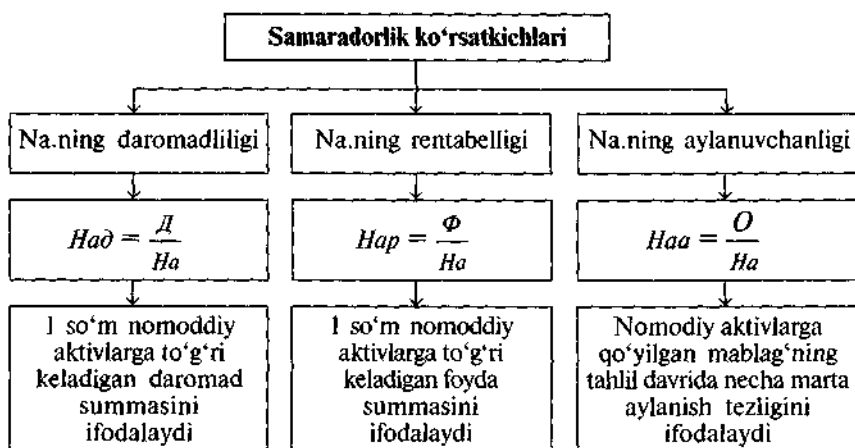 Samaradorlik ko‘rsatkichlari
Na.ning daromadliligi
Над = Д / На
1 so‘m nomoddiy
aktivlarga to‘g‘ri
keladigan daromad
summasini
ifodalaydi
Na.ning rentabelligi
Нар = Ф / На
1 so‘m nomoddiy
aktivlarga to‘g‘ri
keladigan foyda
summasini
ifodalaydi
Na.ning aylanuvchanligi
Наа = О / На
Nomodiy aktivlarga
qo‘yilgan mablag‘ning
tahlil davrida necha marta
aylanish tezligini
ifodalaydi